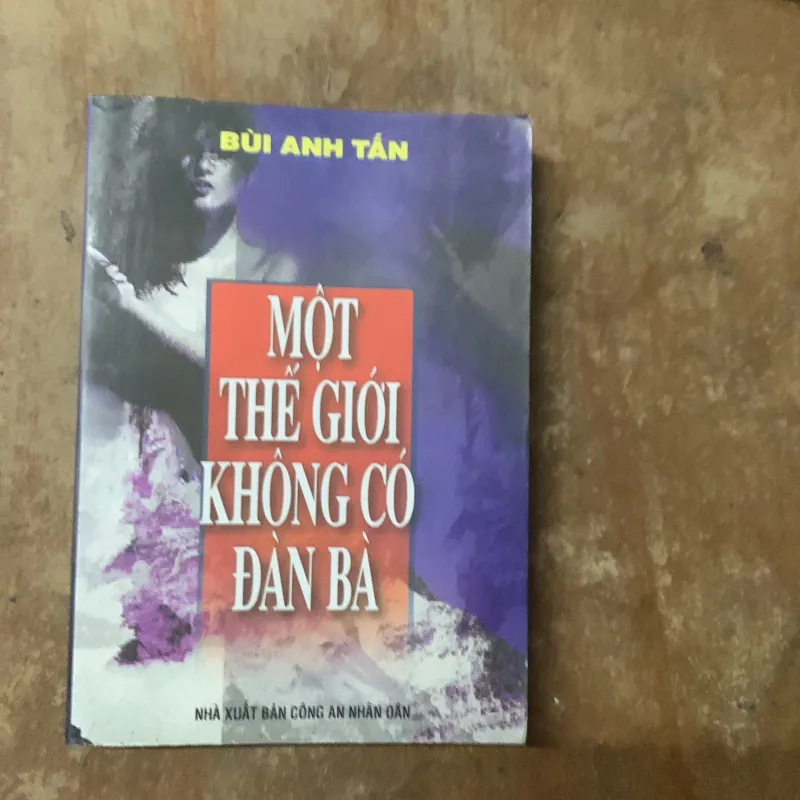 BÙI ANH TẤN
MỘT
THẾ GIỚI
KHÔNG CÓ
ĐÀN BÀ
NHÀ XUẤT BẢN CÔNG AN NHÂN DÂN